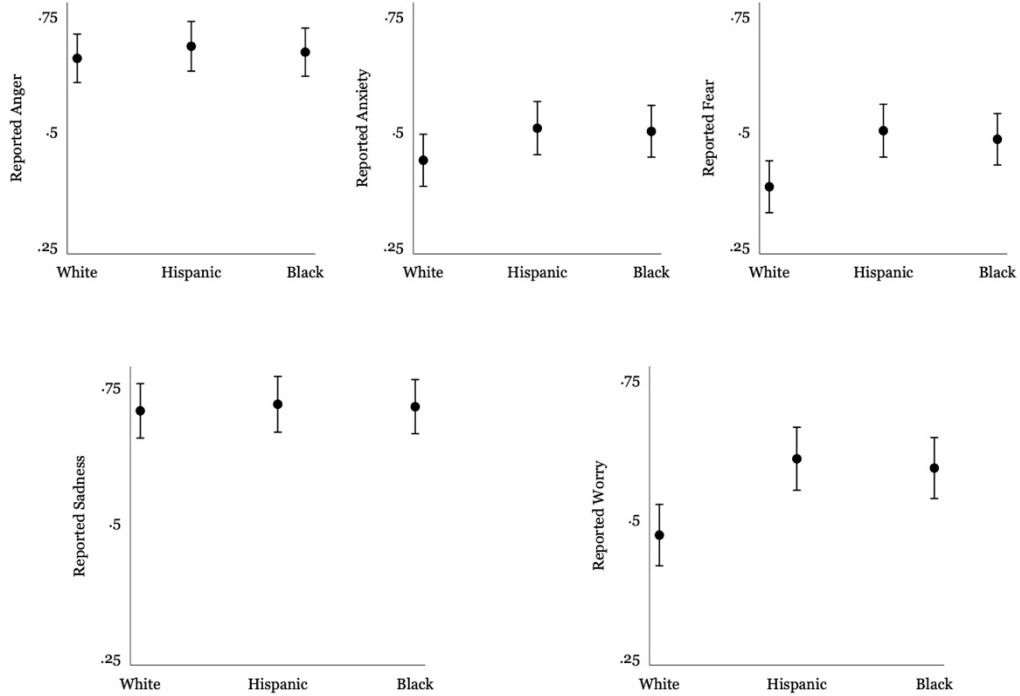 .75
.5
.25
Reported Anger
White Hispanic Black
.5
Reported Anxiety
.25
White Hispanic Black
.75
.5
.25
Reported Fear
White Hispanic Black
.75
.5
.25
Reported Sadness
White Hispanic Black
.75
.5
.25
Reported Worry
White Hispanic Black